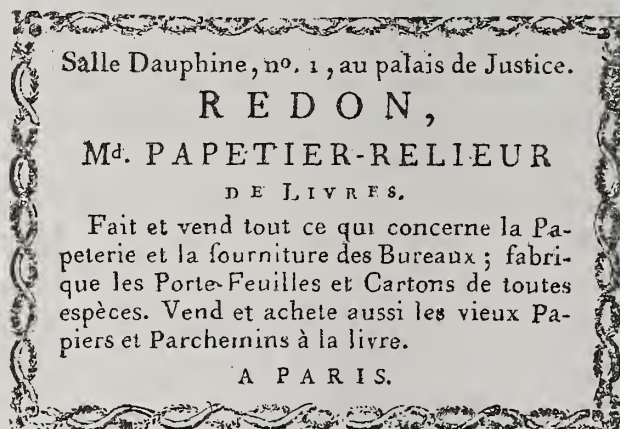 Salle Dauphine, nº. 1, au palais de Justice.
REDON,
Md. PAPETIER-RELIEUR
DE LIVRES.
Fait et vend tout ce qui concerne la Pa-
peterie et la fourniture des Bureaux ; fabri-
que les Porte-Feuilles et Cartons de toutes
espèces. Vend et achete aussi les vieux Pa-
piers et Parchemins à la livre.
A PARIS.